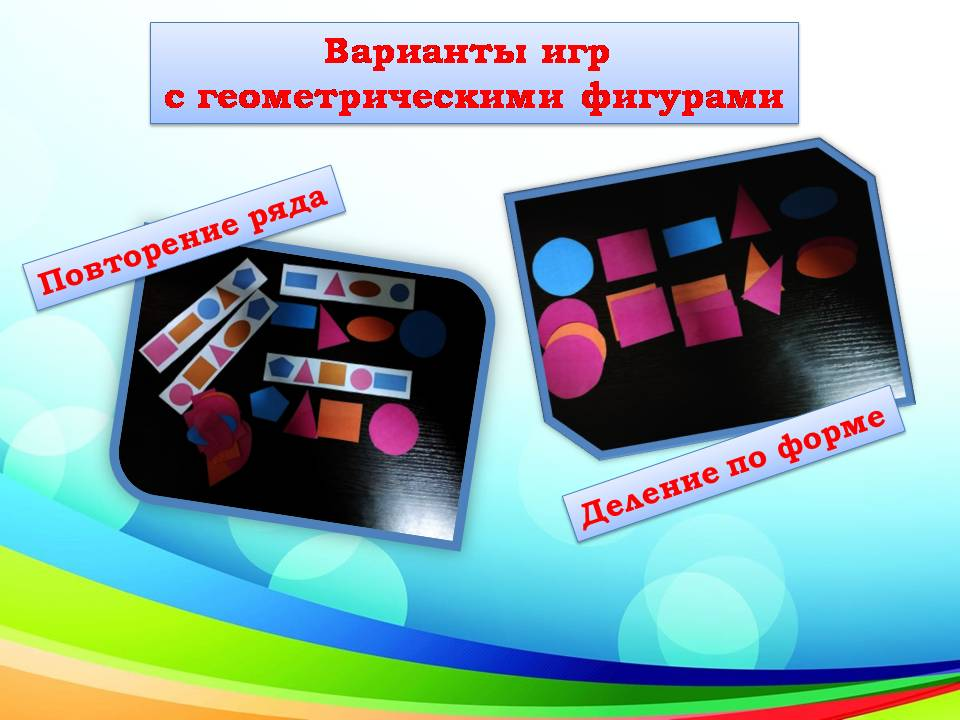 Варианты игр
с геометрическими фигурами
Повторение ряда
Деление по форме